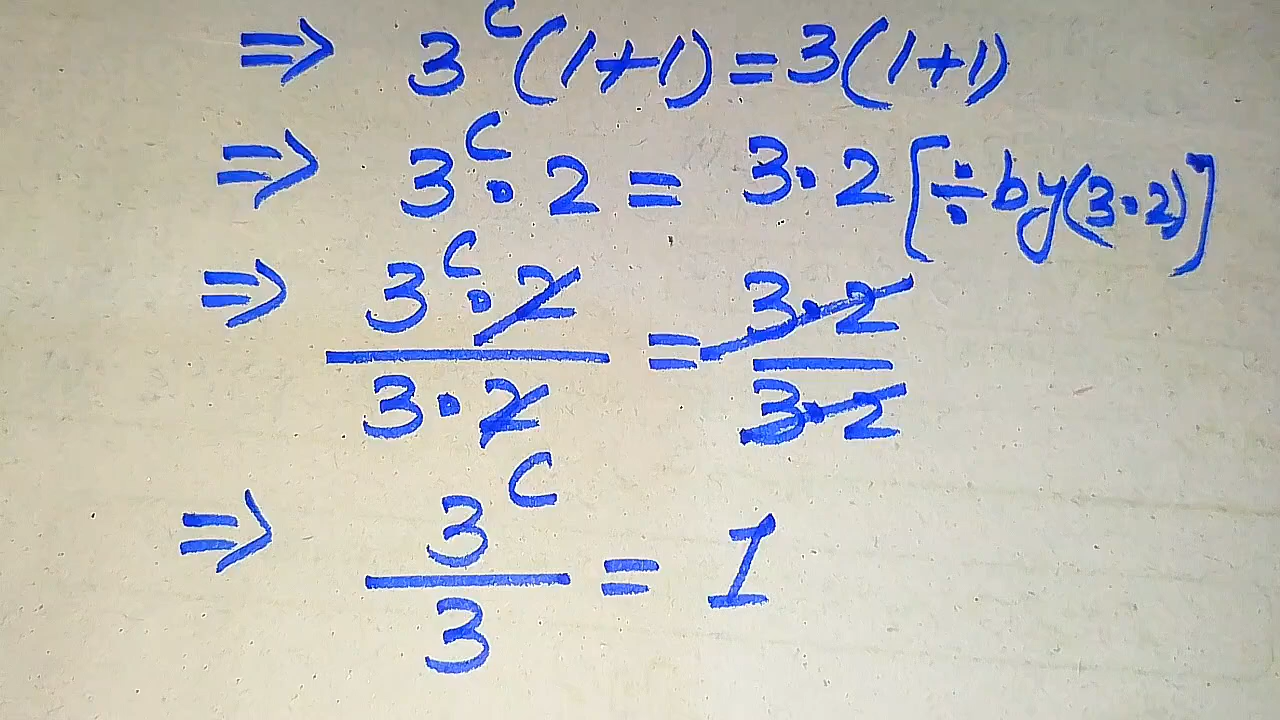 ⇒ 3^c (1+1) = 3(1+1)
⇒ 3^c · 2 = 3·2 [÷ by (3·2)]
⇒ (3^c · 2)/(3·2) = (3·2)/(3·2)
⇒ 3^c/3 = 1